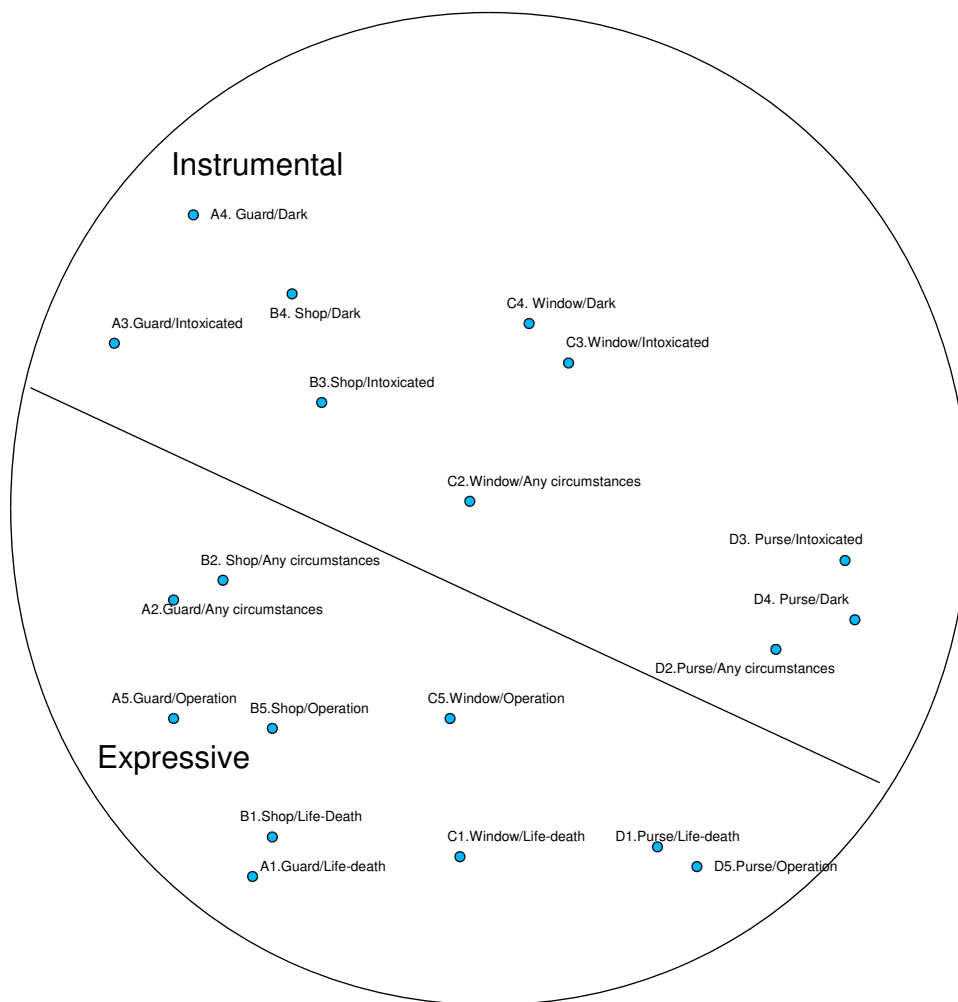 Instrumental
A4. Guard/Dark
B4. Shop/Dark
C4. Window/Dark
A3.Guard/Intoxicated
C3.Window/Intoxicated
B3.Shop/Intoxicated
C2.Window/Any circumstances
D3. Purse/Intoxicated
B2. Shop/Any circumstances
A2.Guard/Any circumstances
D4. Purse/Dark
D2.Purse/Any circumstances
A5.Guard/Operation
B5.Shop/Operation
C5.Window/Operation
Expressive
B1.Shop/Life-Death
C1.Window/Life-death
D1.Purse/Life-death
A1.Guard/Life-death
D5.Purse/Operation